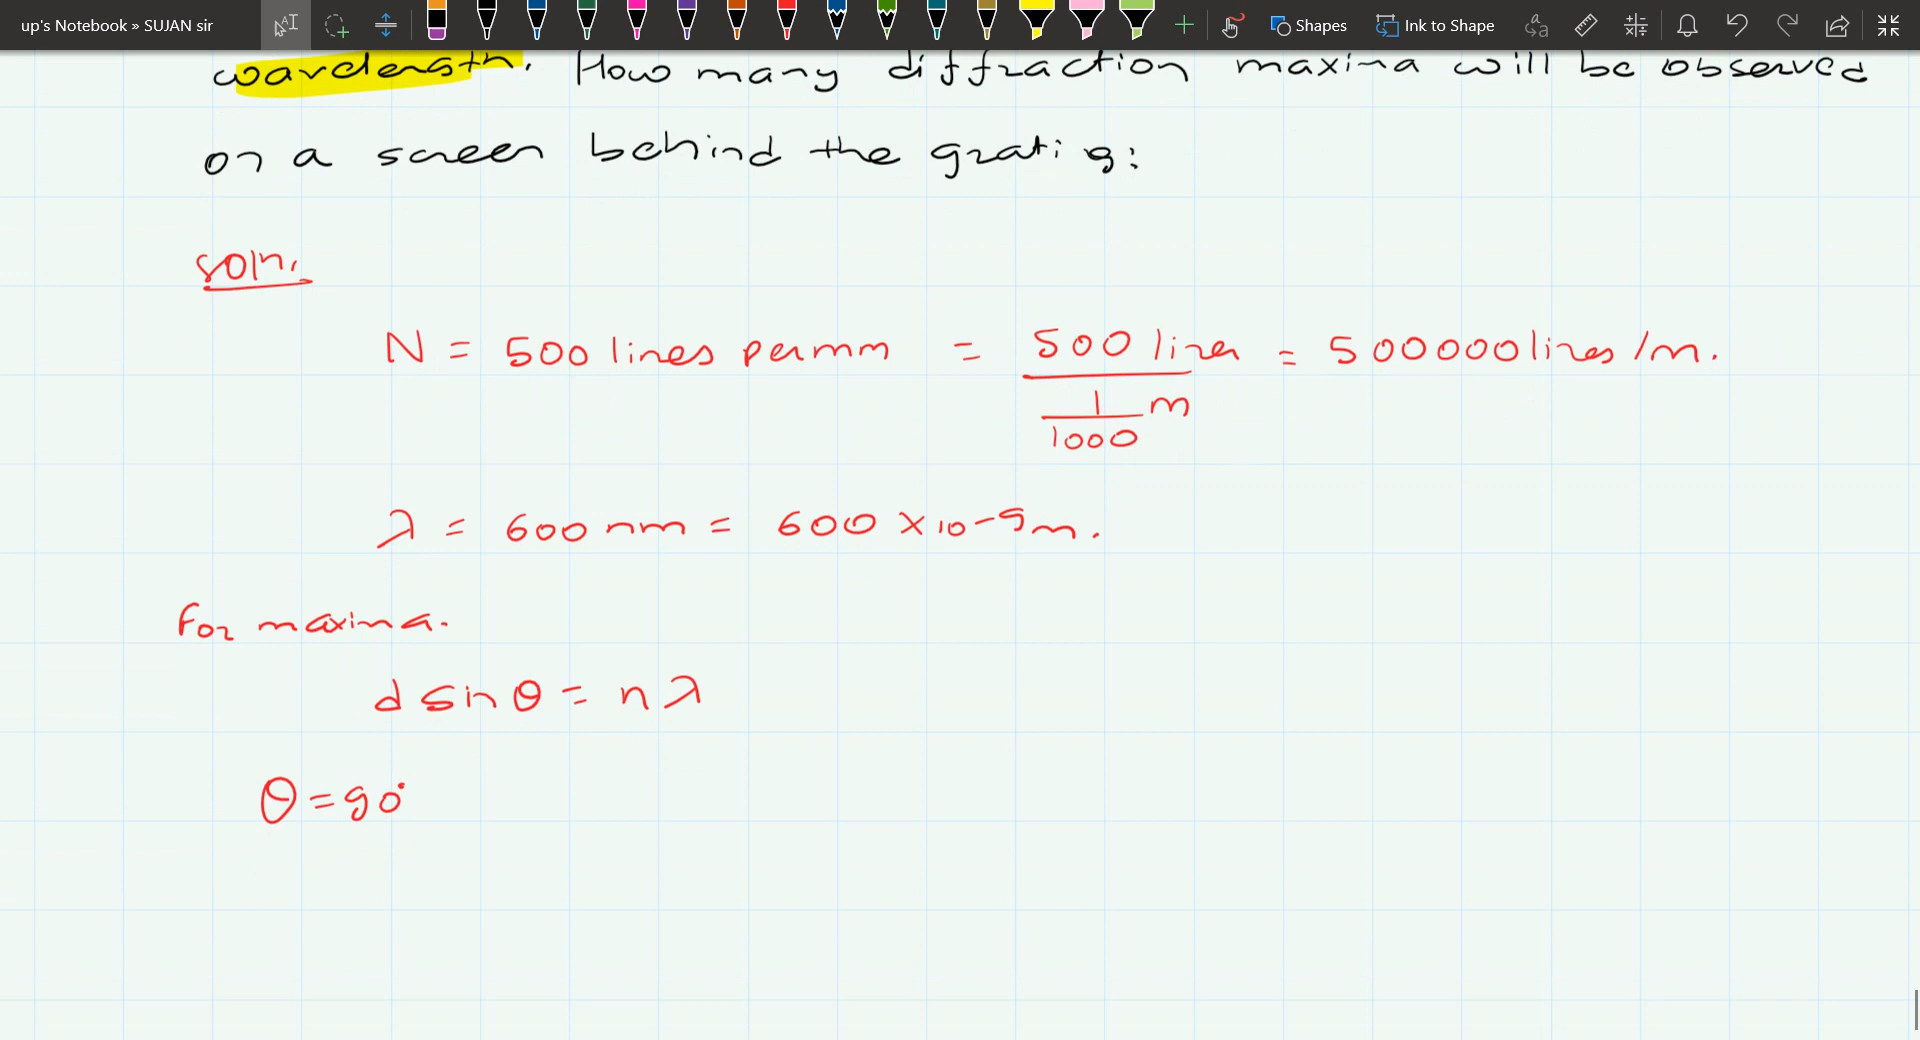 up's Notebook » SUJAN sir
Shapes
Ink to Shape
wavelength. How many diffraction maxima will be observed
on a screen behind the grating:
soln.
N = 500 lines per mm = 500 lines / 1/1000 m = 500000 lines /m.
λ = 600 nm = 600 × 10-9 m.
For maxima.
d sin θ = n λ
θ = 90°